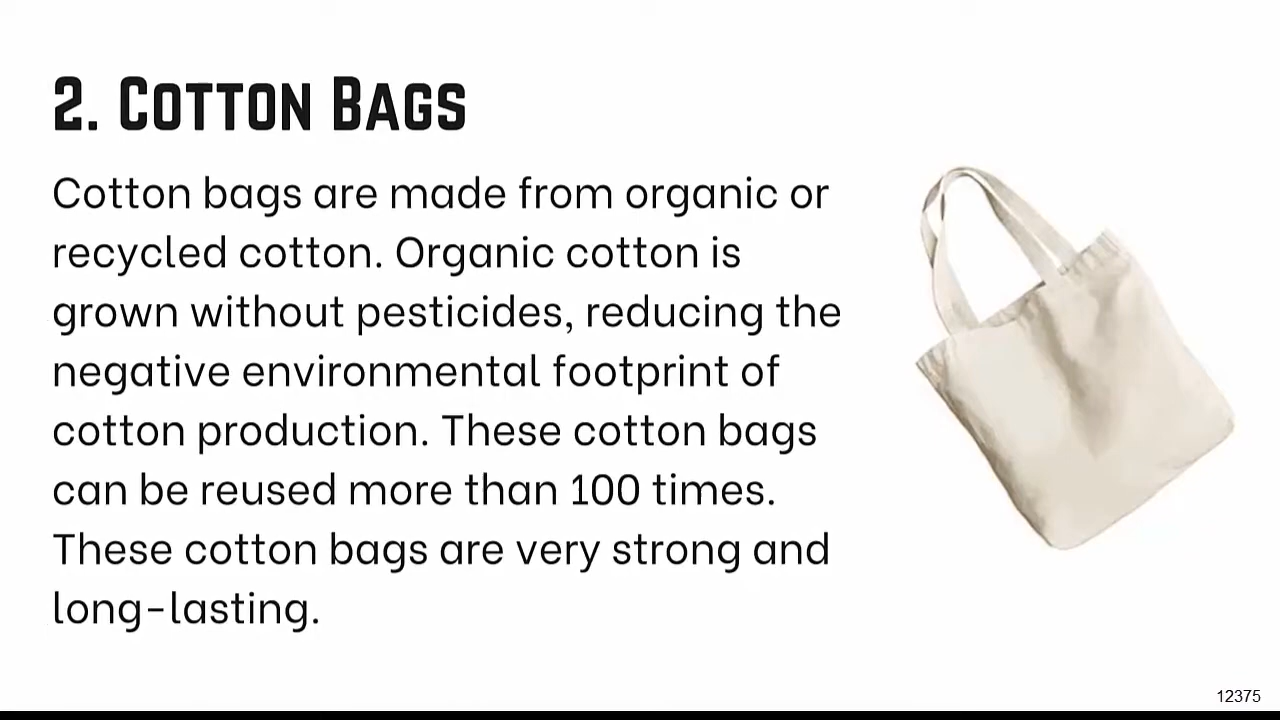 2. COTTON BAGS
Cotton bags are made from organic or
recycled cotton. Organic cotton is
grown without pesticides, reducing the
negative environmental footprint of
cotton production. These cotton bags
can be reused more than 100 times.
These cotton bags are very strong and
long-lasting.
12375